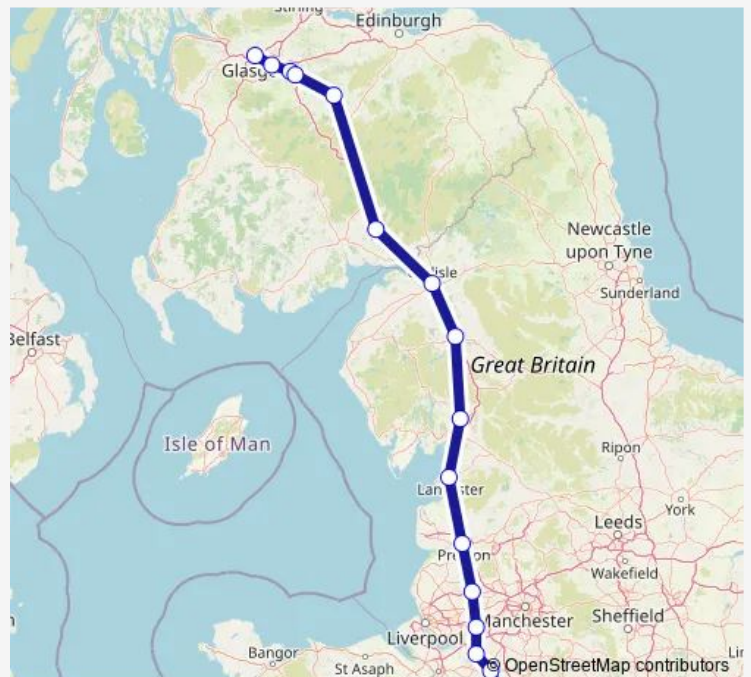 Edinburgh
Newcastle
upon Tyne
Sunderland
Great Britain
Isle of Man
Ripon
York
Leeds
Wakefield
Manchester
Sheffield
Liverpool
Bangor
St Asaph
© OpenStreetMap contributors